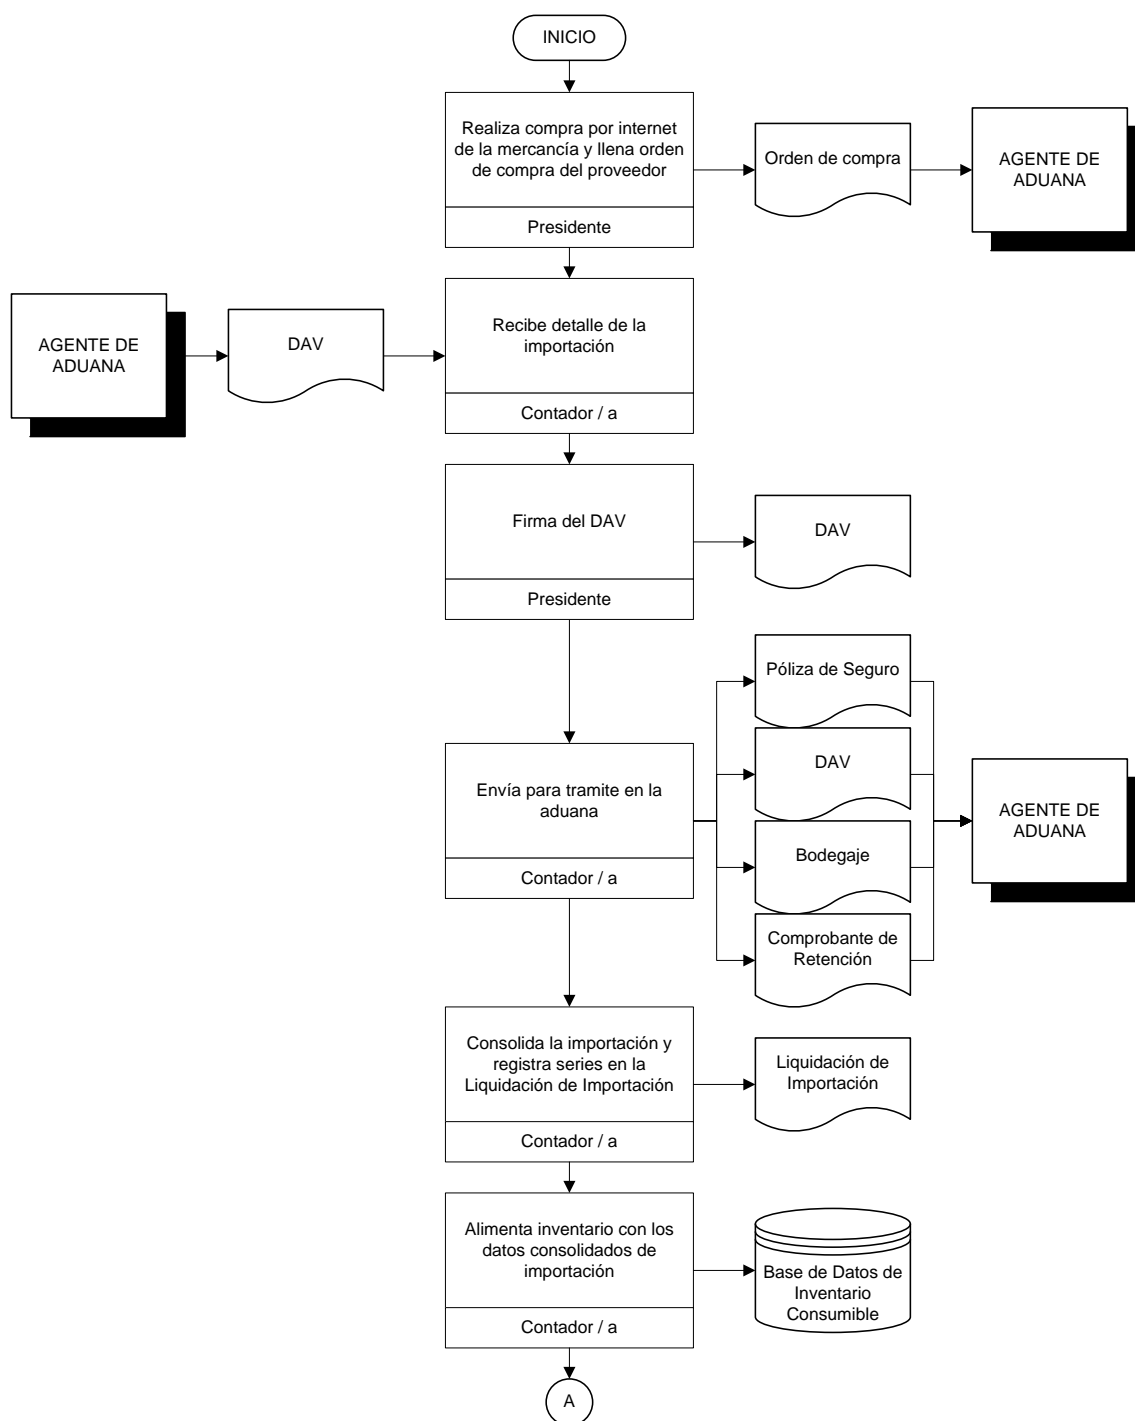 INICIO
Realiza compra por internet
de la mercancía y llena orden
de compra del proveedor
Presidente
Orden de compra
AGENTE DE
ADUANA
AGENTE DE
ADUANA
DAV
Recibe detalle de la
importación
Contador / a
Firma del DAV
Presidente
DAV
Envía para tramite en la
aduana
Contador / a
Póliza de Seguro
DAV
Bodegaje
Comprobante de
Retención
AGENTE DE
ADUANA
Consolida la importación y
registra series en la
Liquidación de Importación
Contador / a
Liquidación de
Importación
Alimenta inventario con los
datos consolidados de
importación
Contador / a
Base de Datos de
Inventario
Consumible
A